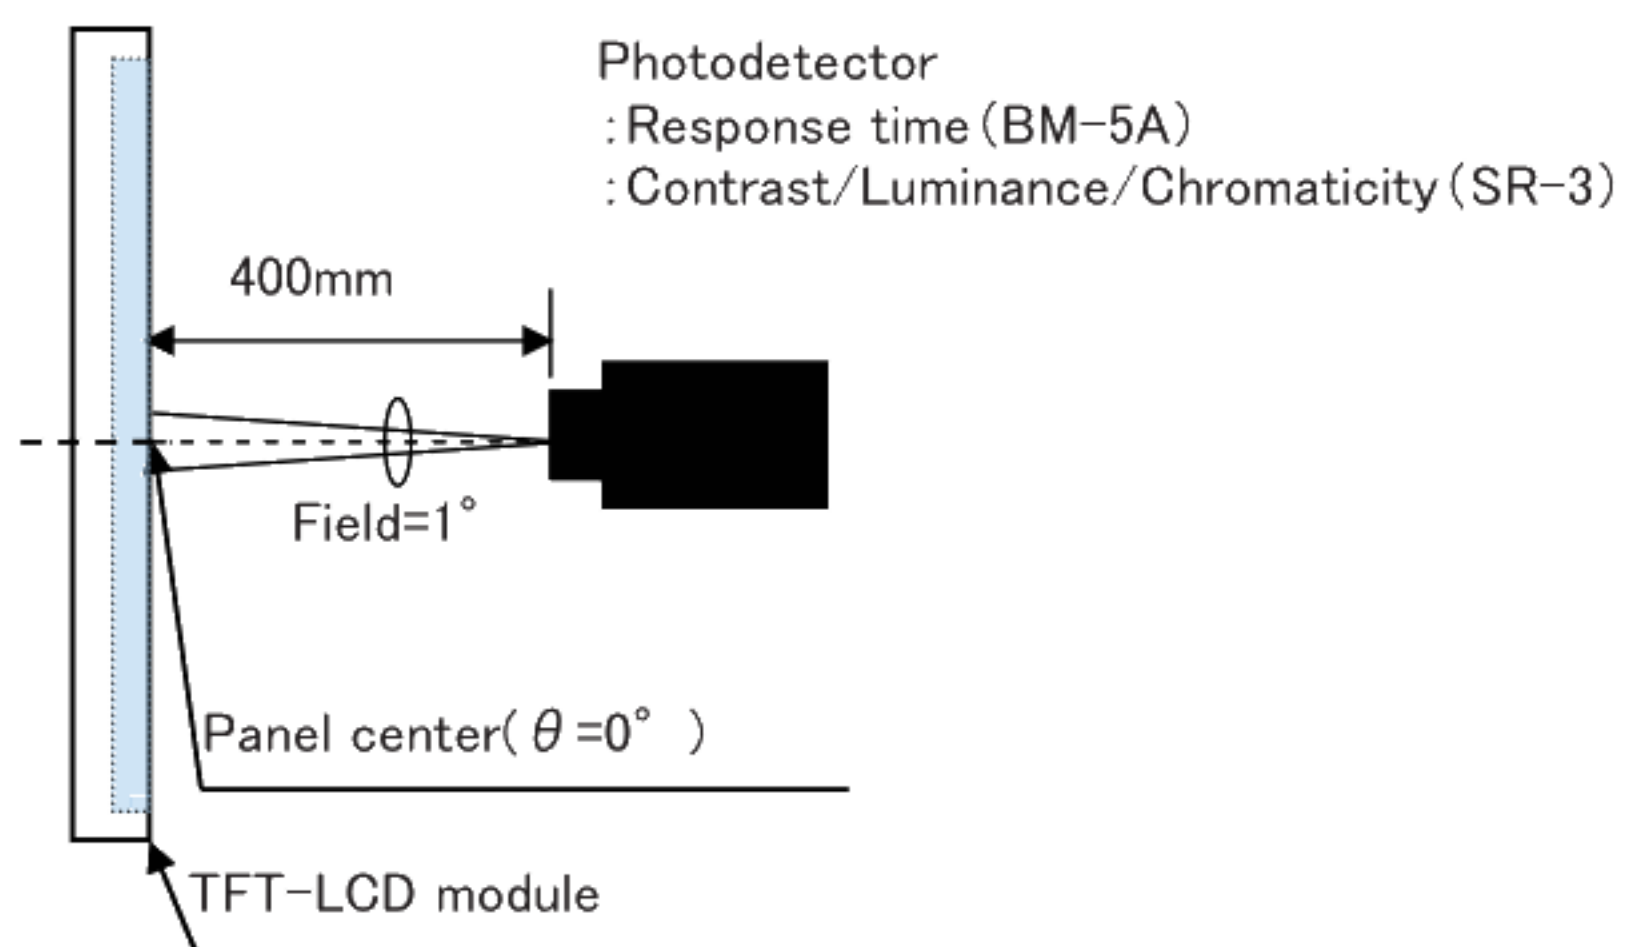 Photodetector
:Response time(BM-5A)
:Contrast/Luminance/Chromaticity(SR-3)
400mm
Field=1°
Panel center(θ=0° )
TFT-LCD module